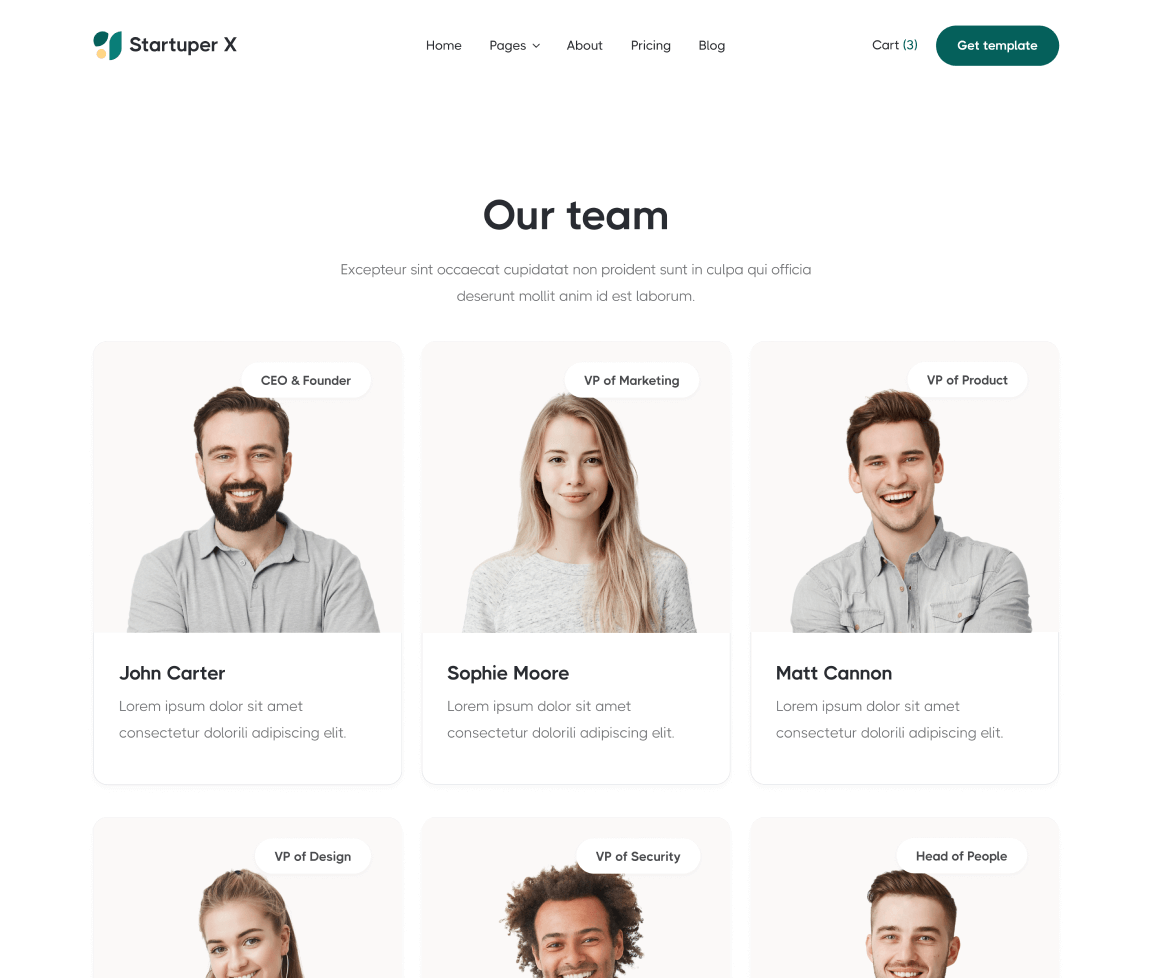 Startuper X
Home
Pages
About
Pricing
Blog
Cart (3)
Get template
Our team
Excepteur sint occaecat cupidatat non proident sunt in culpa qui officia
deserunt mollit anim id est laborum.
CEO & Founder
John Carter
Lorem ipsum dolor sit amet
consectetur dolorili adipiscing elit.
VP of Marketing
Sophie Moore
Lorem ipsum dolor sit amet
consectetur dolorili adipiscing elit.
VP of Product
Matt Cannon
Lorem ipsum dolor sit amet
consectetur dolorili adipiscing elit.
VP of Design
VP of Security
Head of People